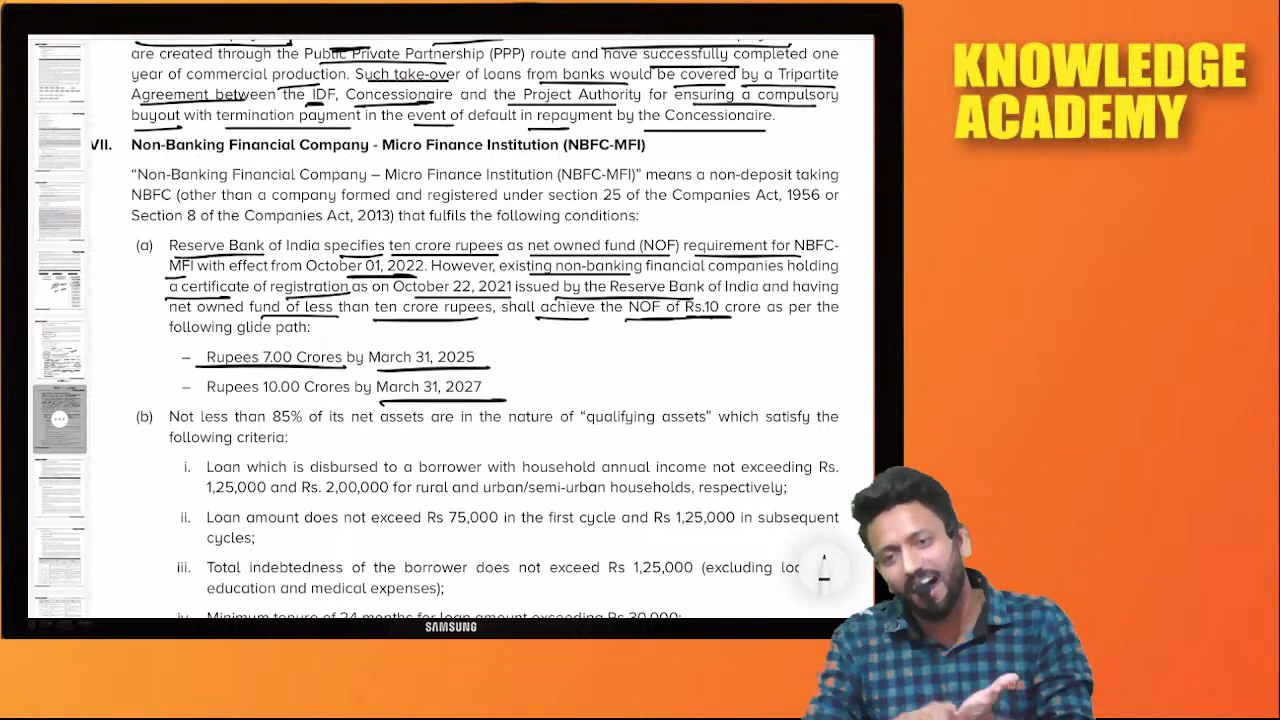 KNOWLEDGE
ACADEMY
are created through the Public Private Partnership (PPP) route and have successfully completed one
year of commercial production. Such takeover of loans from banks would be covered by a Tripartite
Agreement between the IDF, Concessionaire and the Project Authority for ensuring a compulsory
buyout with termination payment in the event of default in repayment by the Concessionaire.
VII. Non-Banking Financial Company - Micro Finance Institution (NBFC-MFI)
“Non-Banking Financial Company – Micro Finance Institution (NBFC-MFI)” means a non-deposit taking
NBFC (other than a company formed and registered under section 25 of the Companies Act, 1956 or
Section 8 of the Companies Act, 2013) that fulfils the following conditions:
(a) Reserve Bank of India specifies ten crore rupees as net owned fund (NOF) requirement for NBFC-
MFI with effect from October 01, 2022. However, existing non-banking financial companies holding
a certificate of registration as on October 22, 2021 issued by the Reserve Bank of India and having
net owned fund of less than ten crore rupees, shall achieve the NOF of Rs.10 crore as per the
following glide path:
– Rupees 7.00 Crores by March 31, 2025
– Rupees 10.00 Crores by March 31, 2027
(b) Not less than 85% of its net assets are in the nature of “qualifying assets” which satisfy the
following criteria:
i. Loan which is disbursed to a borrower with household annual income not exceeding Rs
and for rural and urban/semi-urban households respectively;
ii. Loan amount does not exceed Rs 75,000 in the first cycle and Rs 1,25,000 in subsequent
cycles;
iii. Total indebtedness of the borrower does not exceed Rs 1,25,000 (excluding loan
education and medical expenses);
iv. Minimum tenure of 24 months for loan amount exceeding Rs 30,000;
SAMSUNG